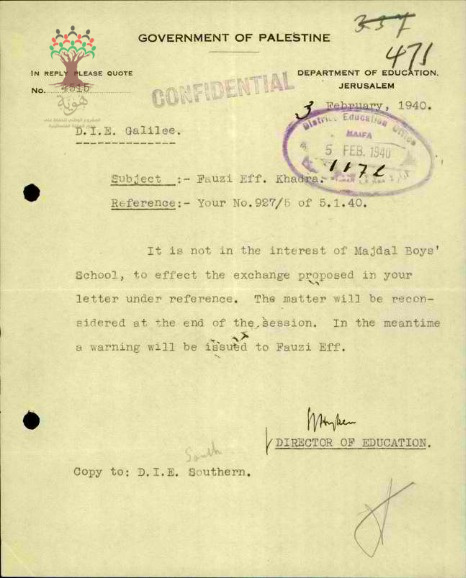 GOVERNMENT OF PALESTINE
471
IN REPLY PLEASE QUOTE
No.
هوية
CONFIDENTIAL
DEPARTMENT OF EDUCATION,
JERUSALEM
3 February, 1940.
District Education Office
HAIFA
5 FEB. 1940
D.I.E. Galilee.
Subject :- Fauzi Eff. Khadra.
Reference:- Your No.927/5 of 5.1.40.
It is not in the interest of Majdal Boys'
School, to effect the exchange proposed in your
letter under reference. The matter will be recon-
sidered at the end of the session. In the meantime
a warning will be issued to Fauzi Eff.
DIRECTOR OF EDUCATION.
South
Copy to: D.I.E. Southern.